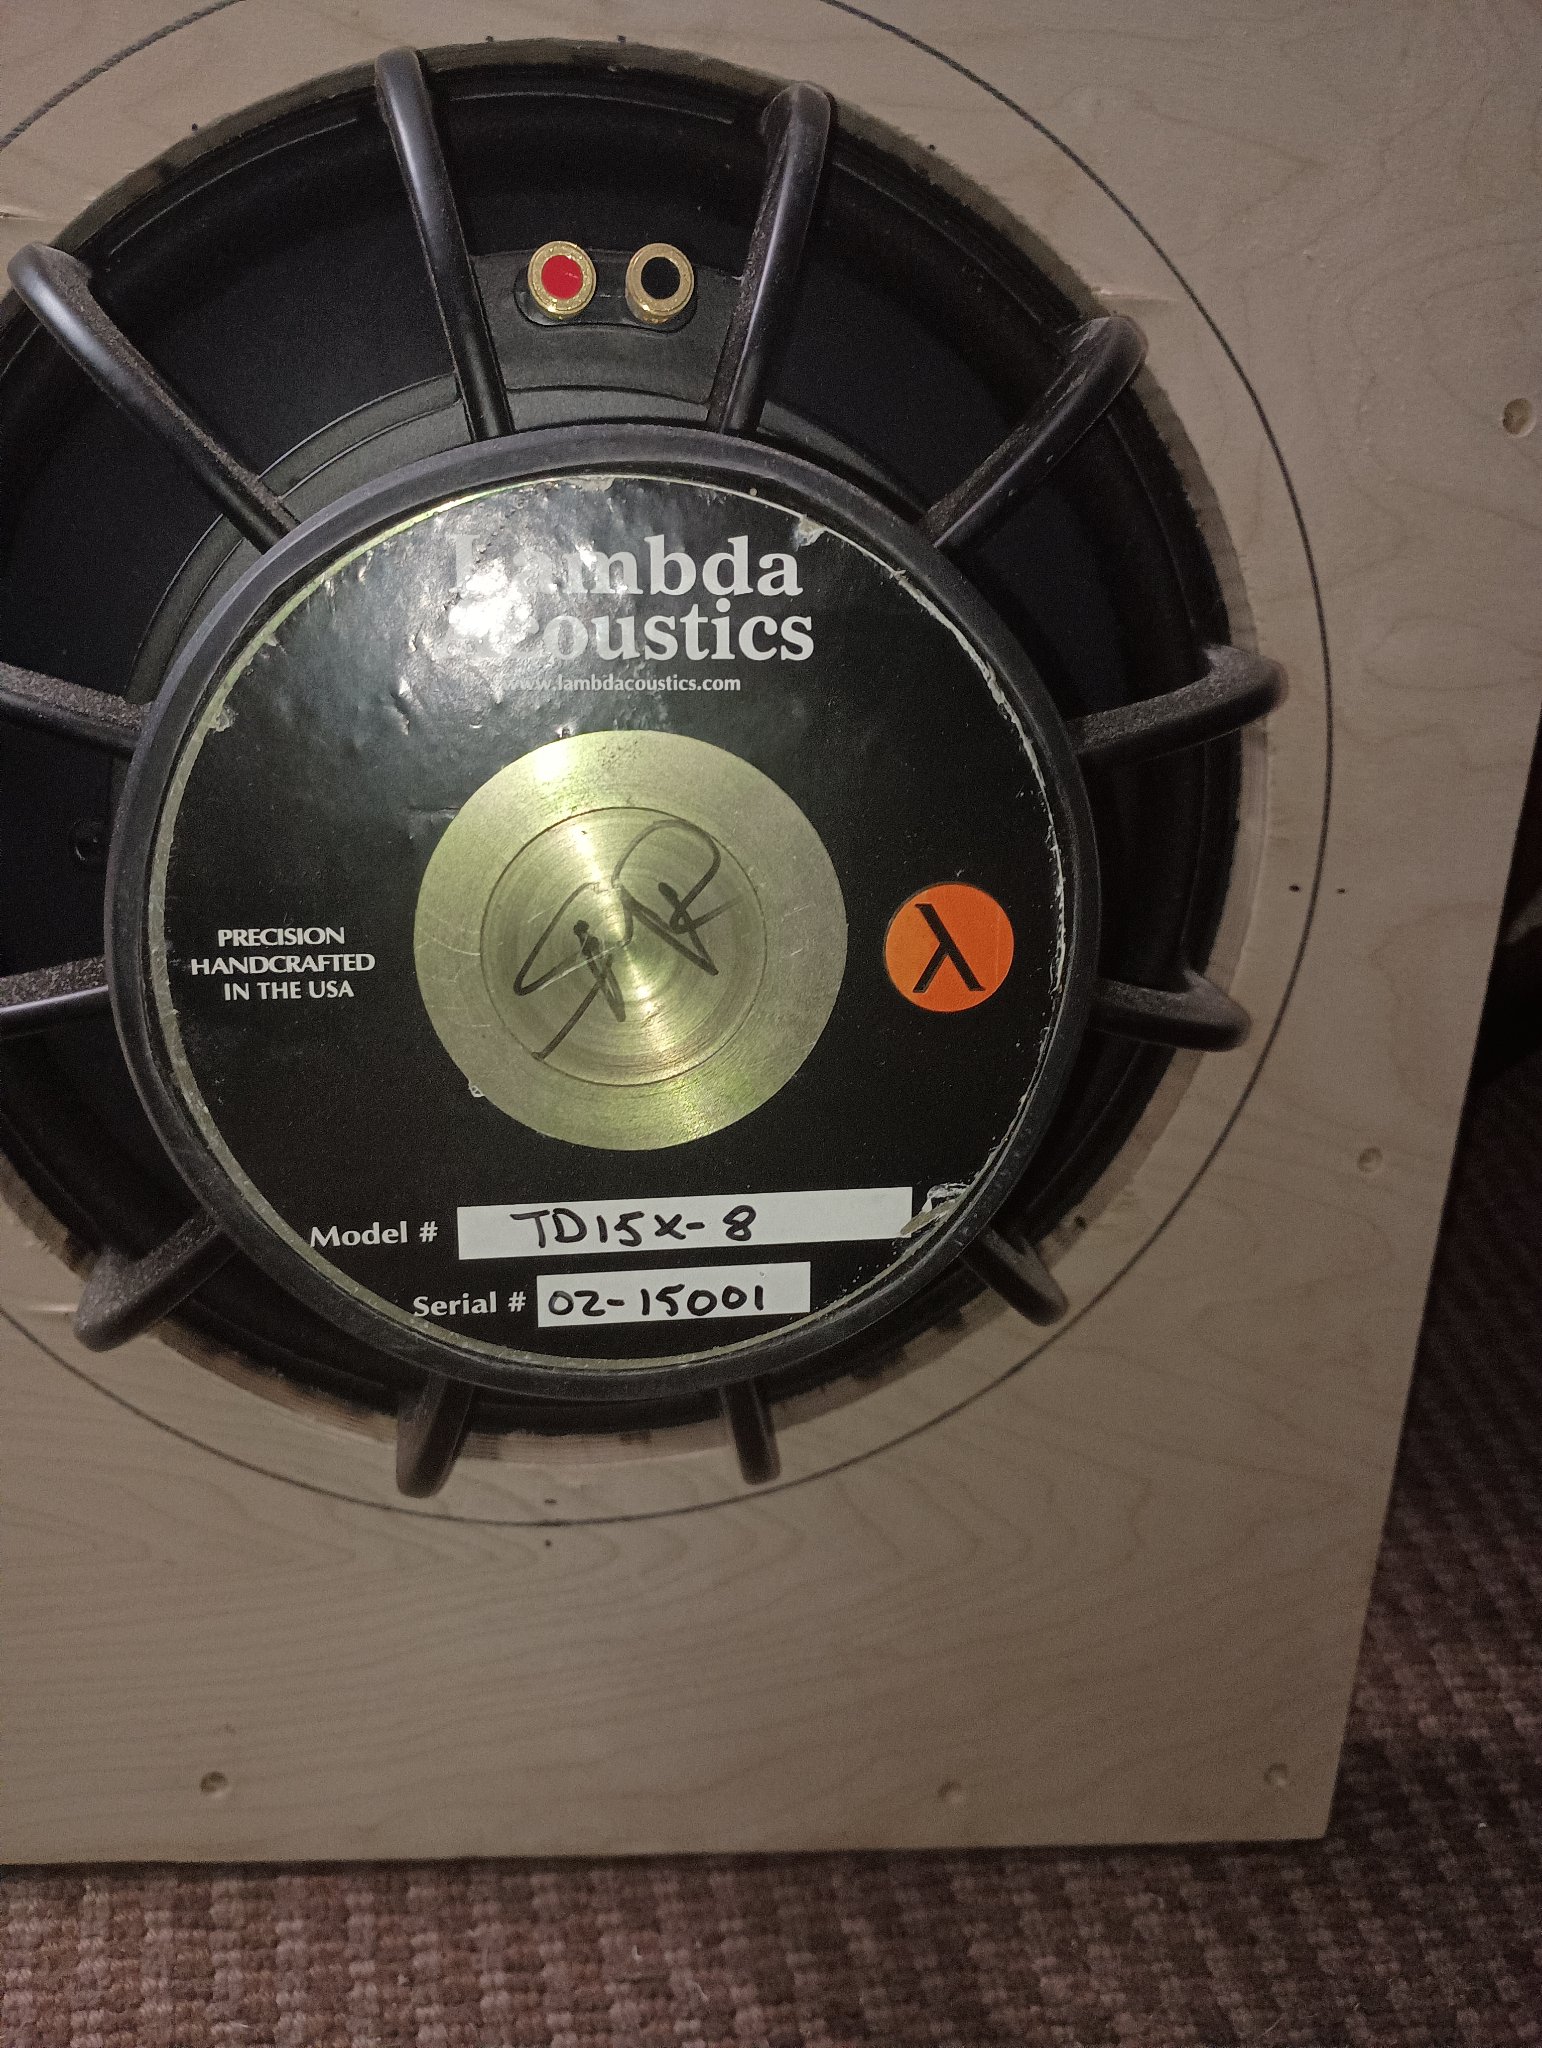 Lambda
Acoustics
www.lambdacoustics.com
PRECISION
HANDCRAFTED
IN THE USA
λ
Model # TD15X-8
Serial # 02-15001